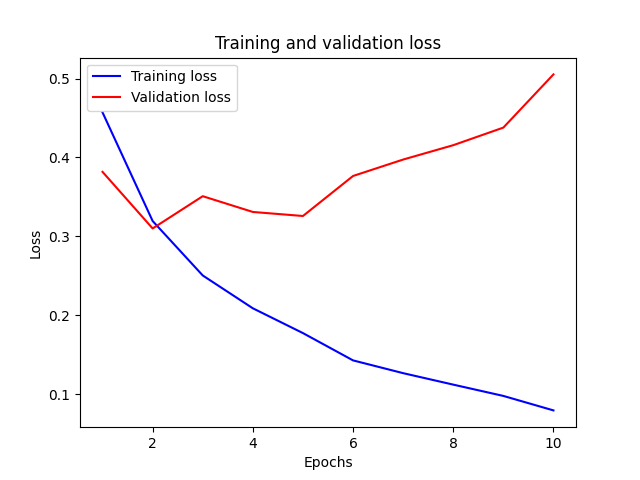 Training and validation loss
Training loss
Validation loss
0.5
0.4
0.3
0.2
0.1
Loss
2 4 6 8 10
Epochs